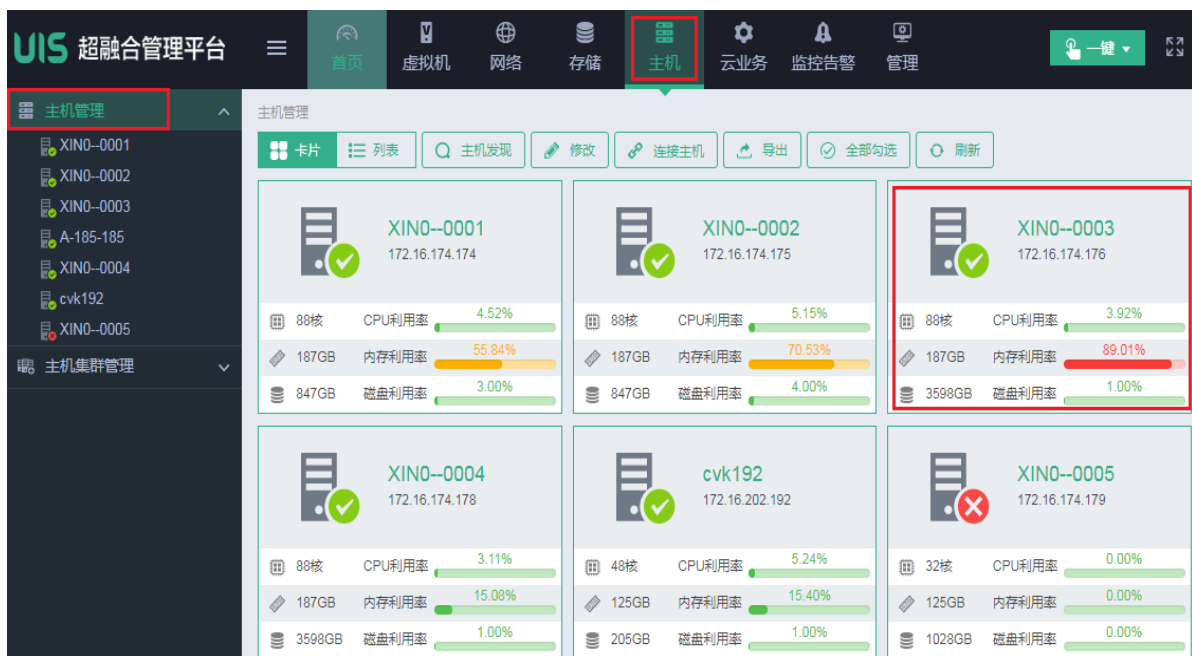 UIS 超融合管理平台
首页
虚拟机
网络
存储
主机
云业务
监控告警
管理
一键
主机管理
XIN0--0001
XIN0--0002
XIN0--0003
A-185-185
XIN0--0004
cvk192
XIN0--0005
主机集群管理
主机管理
卡片 列表 主机发现 修改 连接主机 导出 全部勾选 刷新
XIN0--0001
172.16.174.174
88核 CPU利用率 4.52%
187GB 内存利用率 55.84%
847GB 磁盘利用率 3.00%
XIN0--0002
172.16.174.175
88核 CPU利用率 5.15%
187GB 内存利用率 70.53%
847GB 磁盘利用率 4.00%
XIN0--0003
172.16.174.176
88核 CPU利用率 3.92%
187GB 内存利用率 89.01%
3598GB 磁盘利用率 1.00%
XIN0--0004
172.16.174.178
88核 CPU利用率 3.11%
187GB 内存利用率 15.08%
3598GB 磁盘利用率 1.00%
cvk192
172.16.202.192
48核 CPU利用率 5.24%
125GB 内存利用率 15.40%
205GB 磁盘利用率 1.00%
XIN0--0005
172.16.174.179
32核 CPU利用率 0.00%
125GB 内存利用率 0.00%
1028GB 磁盘利用率 0.00%